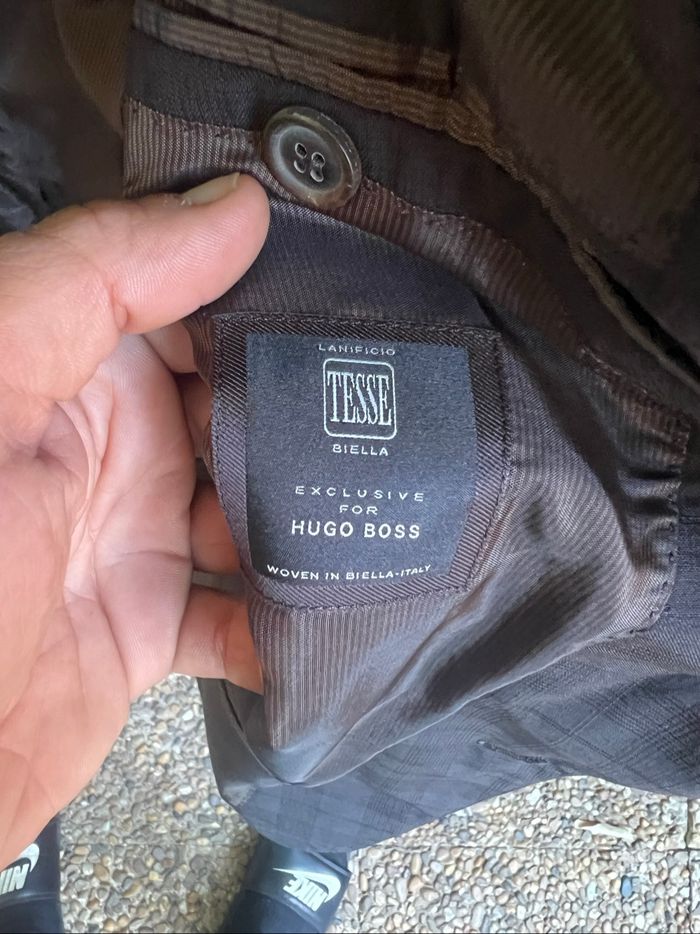 LANIFICIO
TESSE
BIELLA
EXCLUSIVE
FOR
HUGO BOSS
WOVEN IN BIELLA-ITALY
NIKE
NIKE